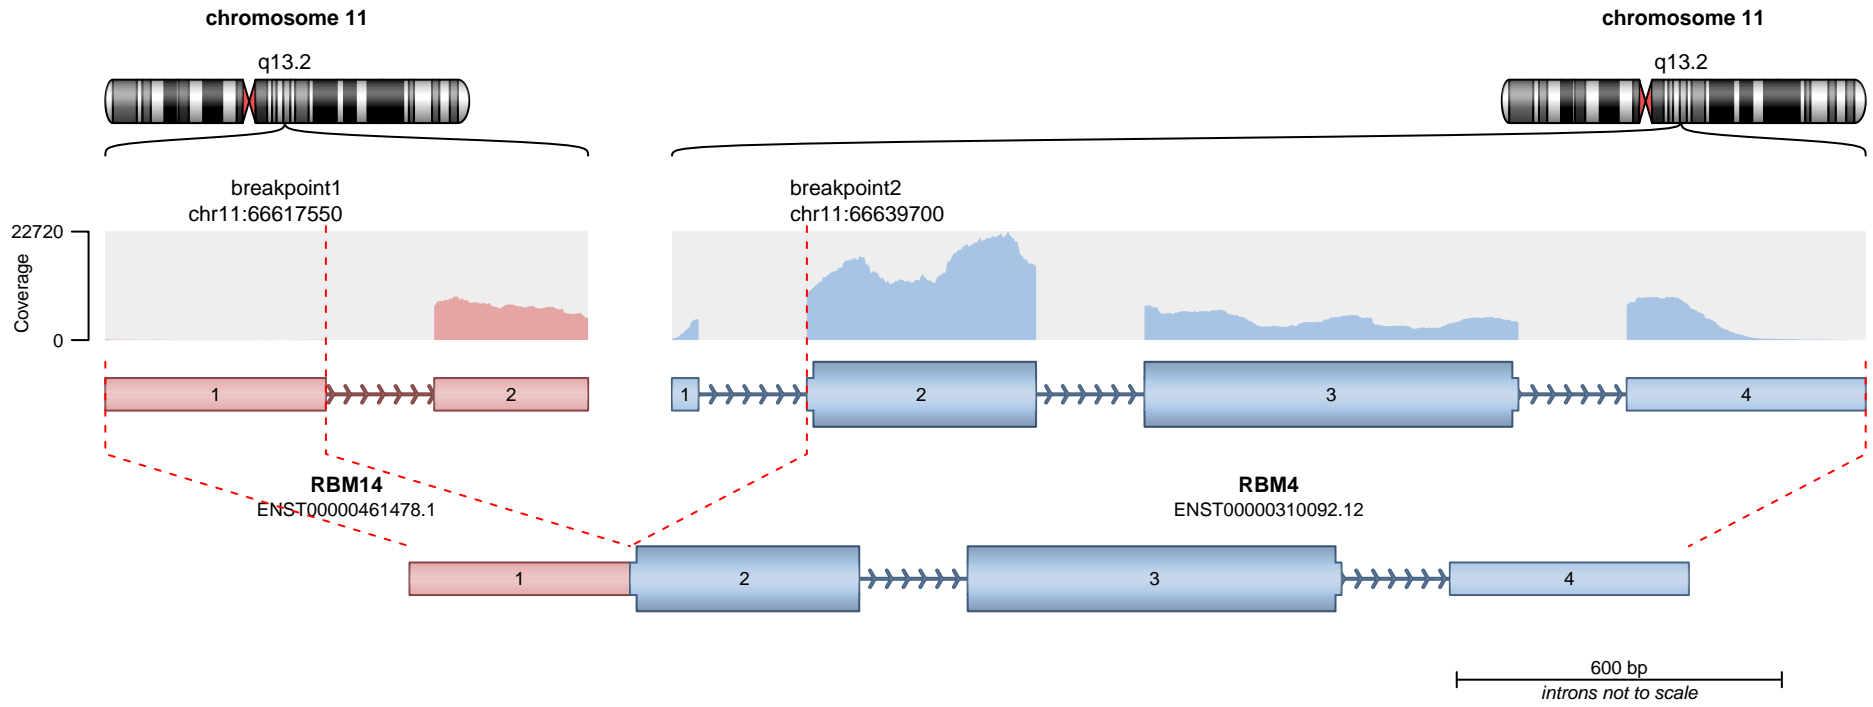 chromosome 11
chromosome 11
q13.2
q13.2
breakpoint1
chr11:66617550
breakpoint2
chr11:66639700
22720
Coverage
0
1
2
1
2
3
4
RBM14
ENST00000461478.1
RBM4
ENST00000310092.12
1
2
3
4
600 bp
introns not to scale